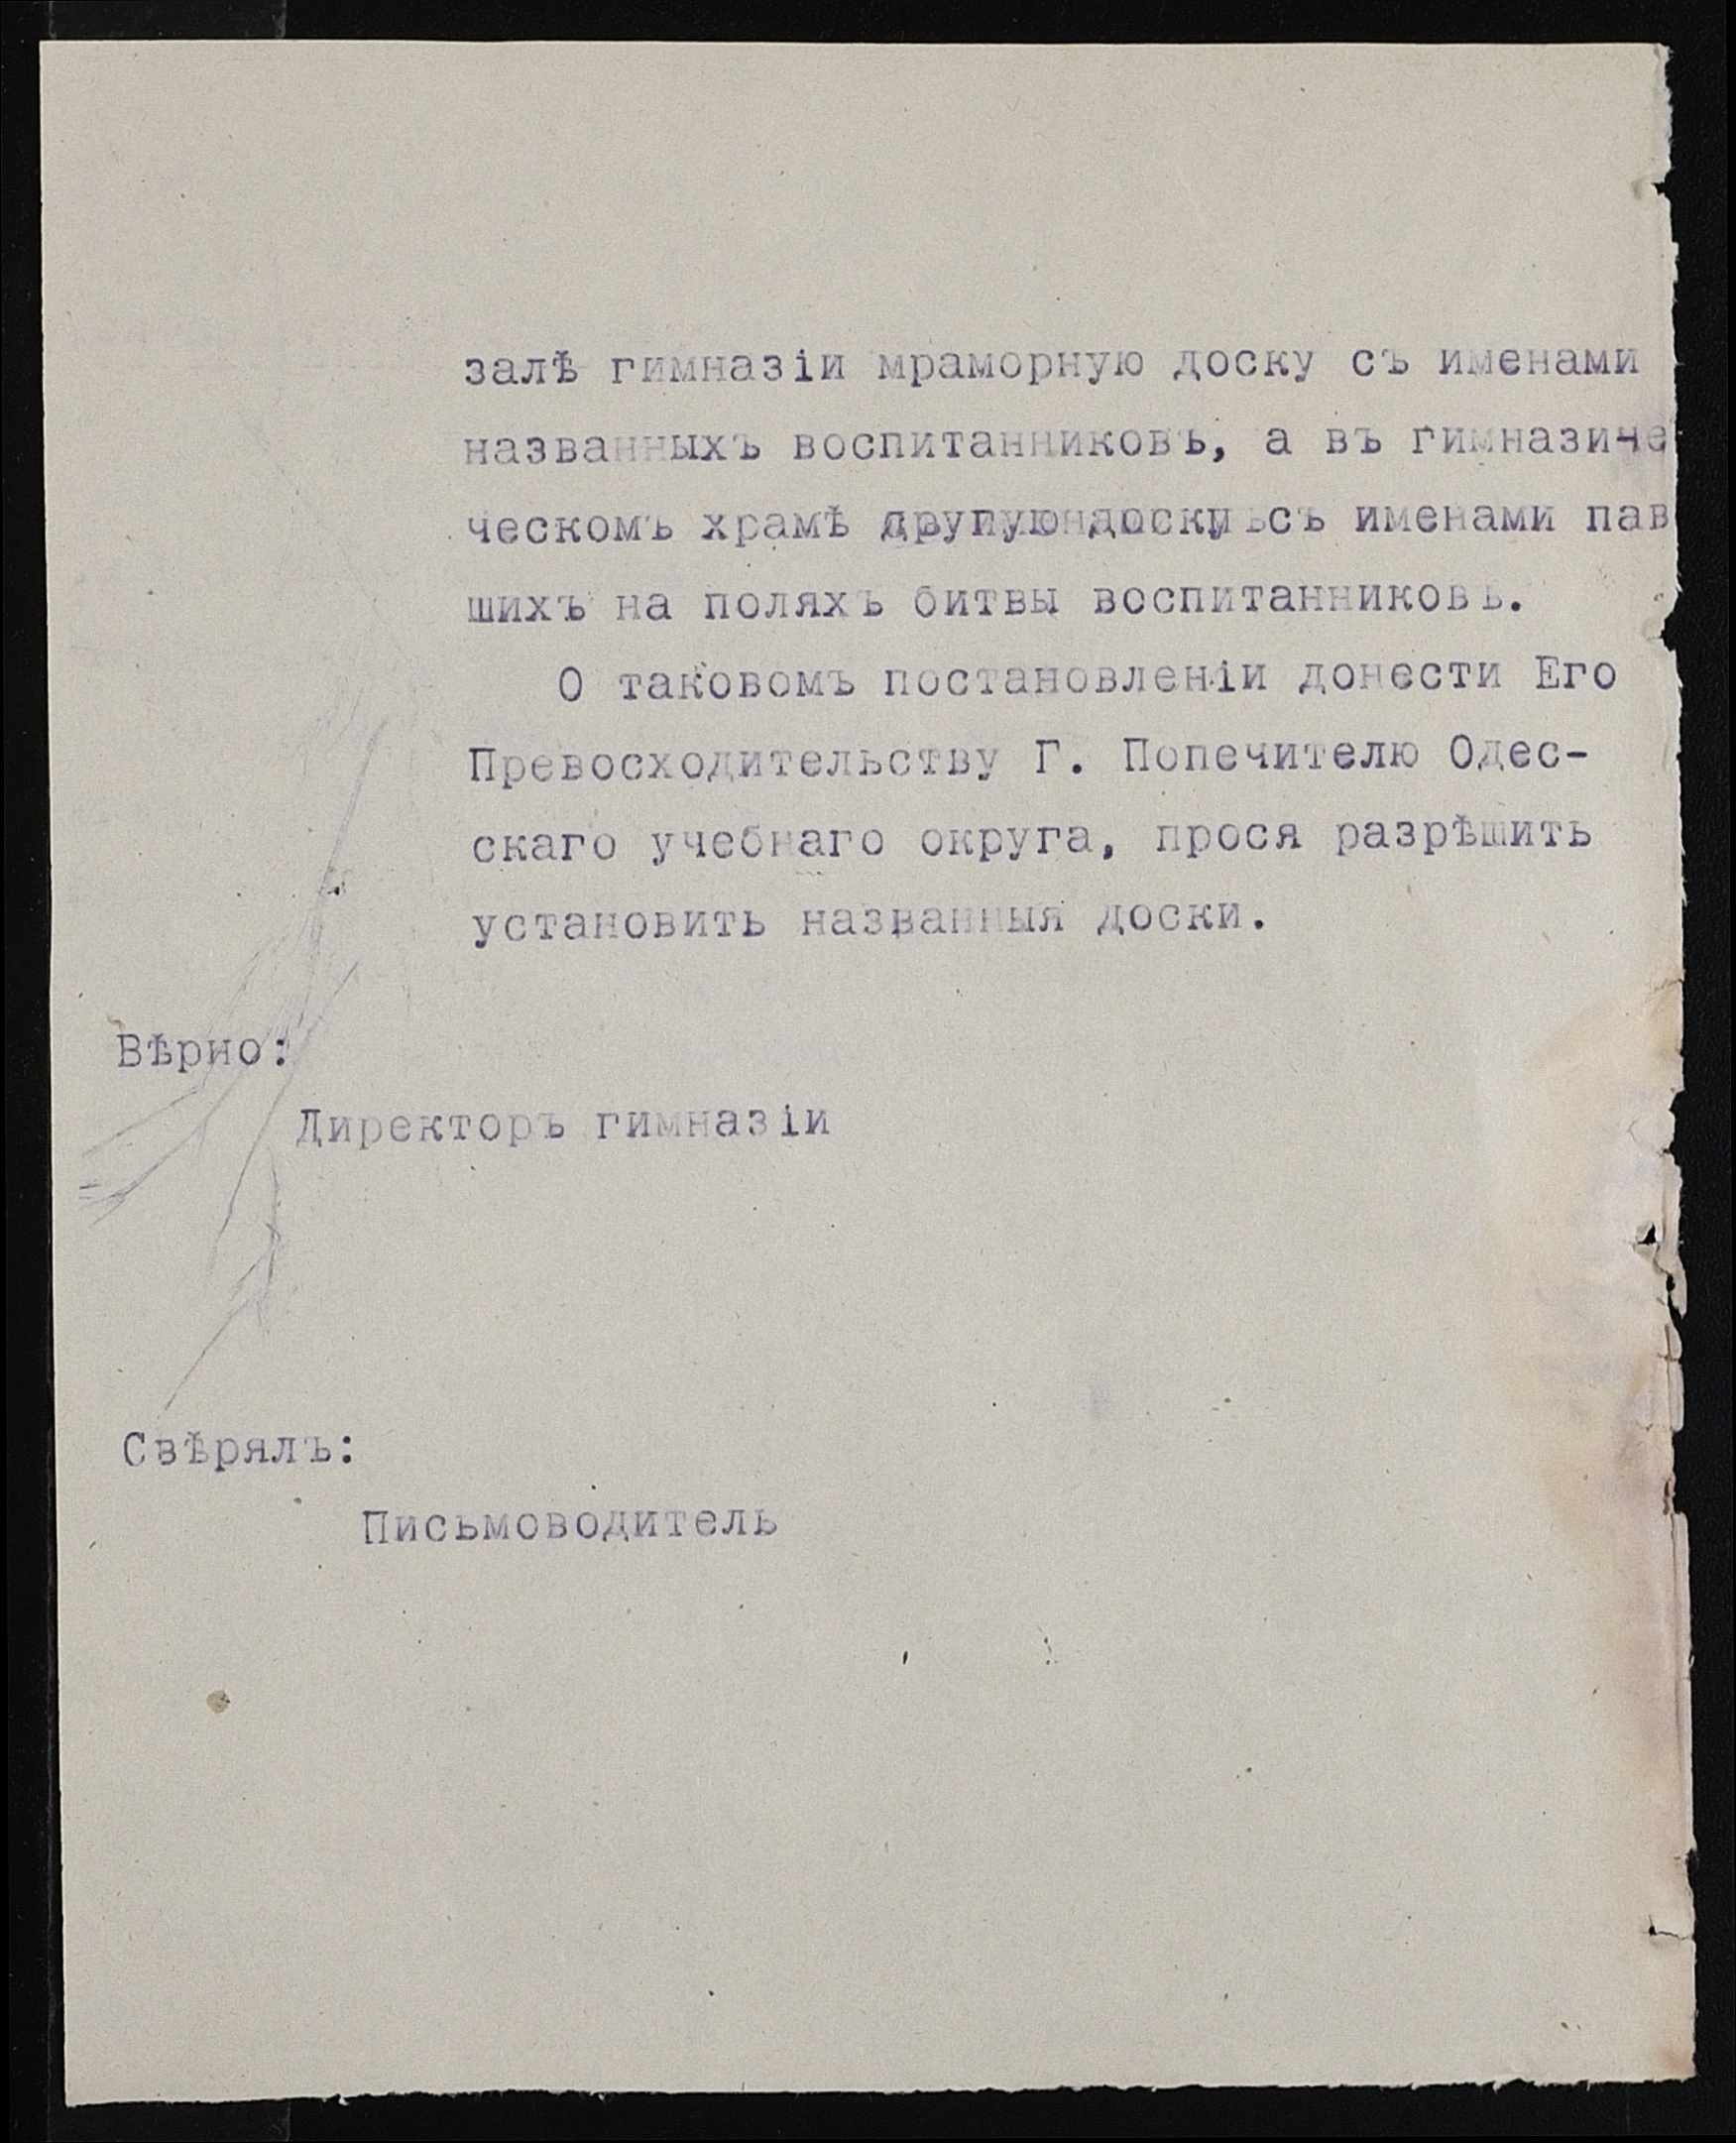 залѣ гимназіи мраморную доску съ именами
названныхъ воспитанниковъ, а въ гимназиче
ческомъ храмѣ другую доску съ именами пав
шихъ на поляхъ битвы воспитанниковъ.
О таковомъ постановленіи донести Его
Превосходительству Г. Попечителю Одес-
скаго учебнаго округа, прося разрѣшить
установить названныя доски.
Вѣрно:
Директоръ гимназіи
Свѣрялъ:
Письмоводитель